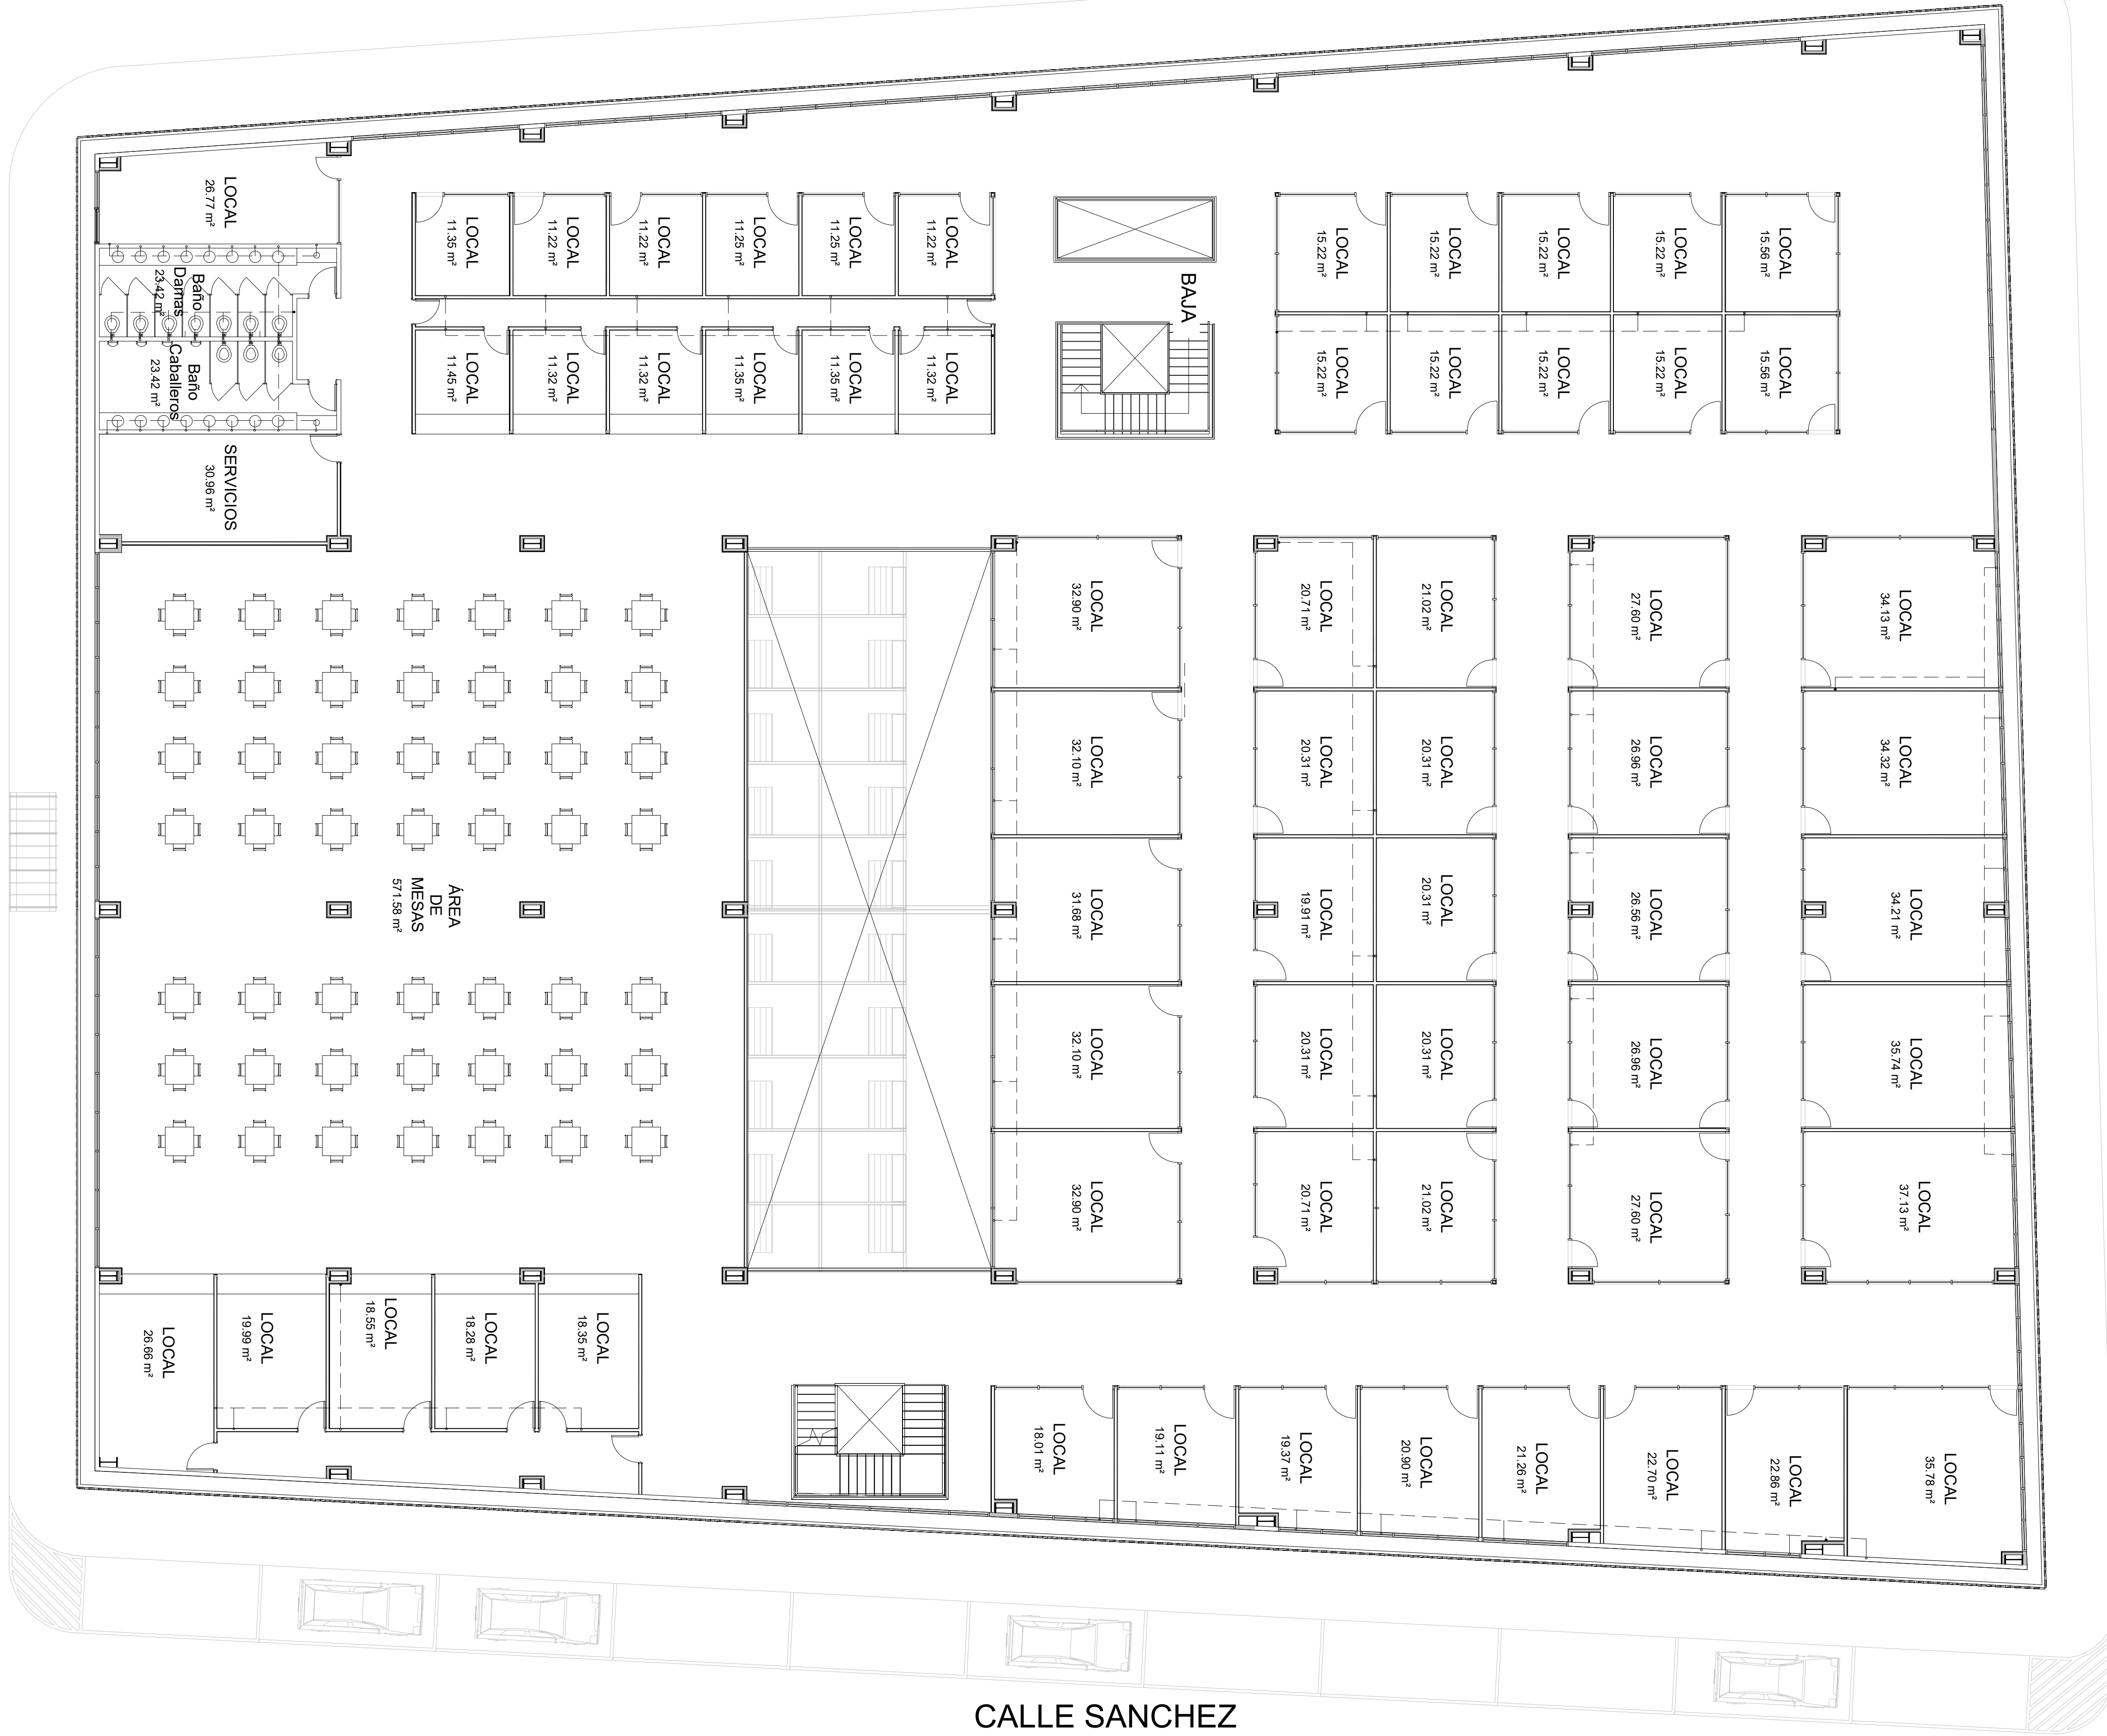 LOCAL
26.77 m²
Baño
Damas
23.42 m²
Baño
Caballeros
23.42 m²
SERVICIOS
30.96 m²
LOCAL
11.35 m²
LOCAL
11.22 m²
LOCAL
11.22 m²
LOCAL
11.25 m²
LOCAL
11.25 m²
LOCAL
11.22 m²
LOCAL
11.45 m²
LOCAL
11.32 m²
LOCAL
11.32 m²
LOCAL
11.35 m²
LOCAL
11.35 m²
LOCAL
11.32 m²
BAJA
LOCAL
15.22 m²
LOCAL
15.22 m²
LOCAL
15.22 m²
LOCAL
15.22 m²
LOCAL
15.56 m²
LOCAL
15.22 m²
LOCAL
15.22 m²
LOCAL
15.22 m²
LOCAL
15.22 m²
LOCAL
15.56 m²
LOCAL
32.90 m²
LOCAL
20.71 m²
LOCAL
21.02 m²
LOCAL
27.60 m²
LOCAL
34.13 m²
LOCAL
32.10 m²
LOCAL
20.31 m²
LOCAL
20.31 m²
LOCAL
26.96 m²
LOCAL
34.32 m²
ÁREA
DE
MESAS
571.58 m²
LOCAL
31.68 m²
LOCAL
19.91 m²
LOCAL
20.31 m²
LOCAL
26.56 m²
LOCAL
34.21 m²
LOCAL
32.10 m²
LOCAL
20.31 m²
LOCAL
20.31 m²
LOCAL
26.96 m²
LOCAL
35.74 m²
LOCAL
32.90 m²
LOCAL
20.71 m²
LOCAL
21.02 m²
LOCAL
27.60 m²
LOCAL
37.13 m²
LOCAL
26.66 m²
LOCAL
19.99 m²
LOCAL
18.55 m²
LOCAL
18.28 m²
LOCAL
18.35 m²
LOCAL
18.01 m²
LOCAL
19.11 m²
LOCAL
19.37 m²
LOCAL
20.90 m²
LOCAL
21.26 m²
LOCAL
22.70 m²
LOCAL
22.86 m²
LOCAL
35.78 m²
CALLE SANCHEZ